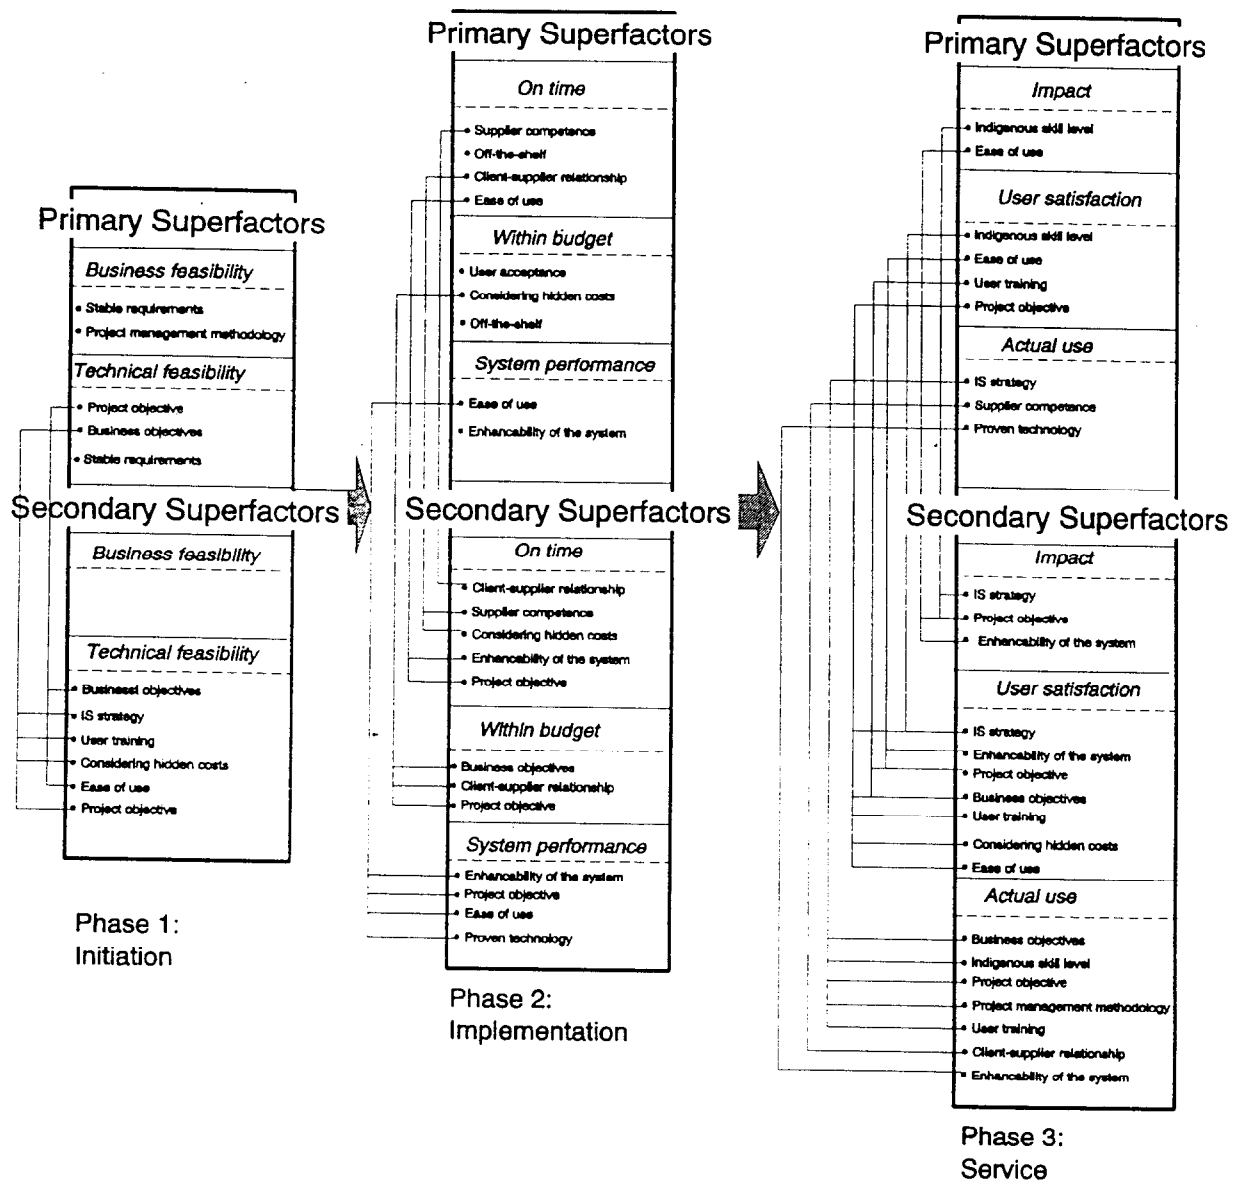 Primary Superfactors
Business feasibility
• Stable requirements
• Project management methodology
Technical feasibility
• Project objective
• Business objectives
• Stable requirements
Secondary Superfactors
Business feasibility
Technical feasibility
• Businessl objectives
• IS strategy
• User training
• Considering hidden costs
• Ease of use
• Project objective
Phase 1:
Initiation
Primary Superfactors
On time
• Supplier competence
• Off-the-shelf
• Client-supplier relationship
• Ease of use
Within budget
• User acceptance
• Considering hidden costs
• Off-the-shelf
System performance
• Ease of use
• Enhancability of the system
Secondary Superfactors
On time
• Client-supplier relationship
• Supplier competence
• Considering hidden costs
• Enhancability of the system
• Project objective
Within budget
• Business objectives
• Client-supplier relationship
• Project objective
System performance
• Enhancability of the system
• Project objective
• Ease of use
• Proven technology
Phase 2:
Implementation
Primary Superfactors
Impact
• Indigenous skill level
• Ease of use
User satisfaction
• Indigenous skill level
• Ease of use
• User training
• Project objective
Actual use
• IS strategy
• Supplier competence
• Proven technology
Secondary Superfactors
Impact
• IS strategy
• Project objective
• Enhancability of the system
User satisfaction
• IS strategy
• Enhancability of the system
• Project objective
• Business objectives
• User training
• Considering hidden costs
• Ease of use
Actual use
• Business objectives
• Indigenous skill level
• Project objective
• Project management methodology
• User training
• Client-supplier relationship
• Enhancability of the system
Phase 3:
Service